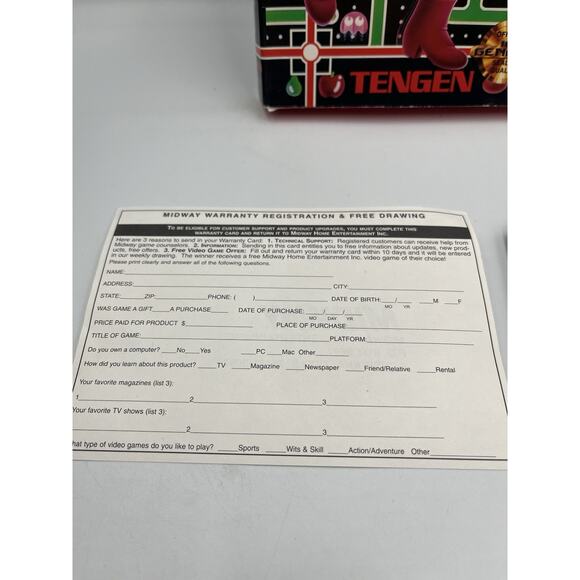 OFF
GEN
SEAL
QUAL
TENGEN
MIDWAY WARRANTY REGISTRATION & FREE DRAWING
TO BE ELIGIBLE FOR CUSTOMER SUPPORT AND PRODUCT UPGRADES, YOU MUST COMPLETE THIS
WARRANTY CARD AND RETURN IT TO MIDWAY HOME ENTERTAINMENT INC.
Here are 3 reasons to send in your Warranty Card: 1. TECHNICAL SUPPORT: Registered customers can receive help from
Midway game counselors. 2. INFORMATION: Sending in this card entitles you to free information about updates, new prod-
ucts, free offers. 3. FREE VIDEO GAME OFFER: Fill out and return your warranty card within 10 days and it will be entered
in our weekly drawing. The winner receives a free Midway Home Entertainment Inc. video game of their choice!
Please print clearly and answer all of the following questions.
NAME:
ADDRESS: CITY:
STATE: ZIP: PHONE: ( ) DATE OF BIRTH: / M F
MO YR
WAS GAME A GIFT A PURCHASE DATE OF PURCHASE: / /
MO DAY YR
PRICE PAID FOR PRODUCT $ PLACE OF PURCHASE:
TITLE OF GAME: PLATFORM:
Do you own a computer? No Yes PC Mac Other
How did you learn about this product? TV Magazine Newspaper Friend/Relative Rental
Your favorite magazines (list 3):
1 2 3
Your favorite TV shows (list 3):
2 3
hat type of video games do you like to play? Sports Wits & Skill Action/Adventure Other